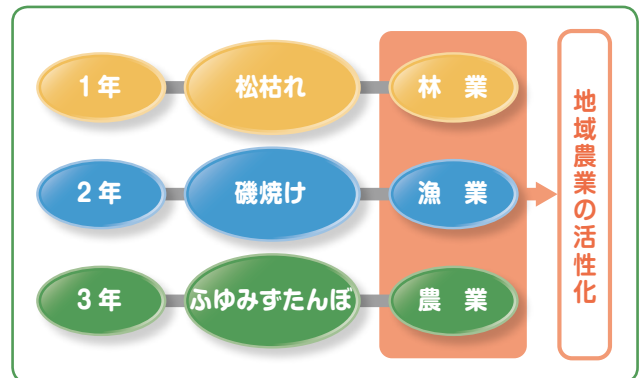 1年 松枯れ 林業
2年 磯焼け 漁業
3年 ふゆみずたんぼ 農業
地域農業の活性化